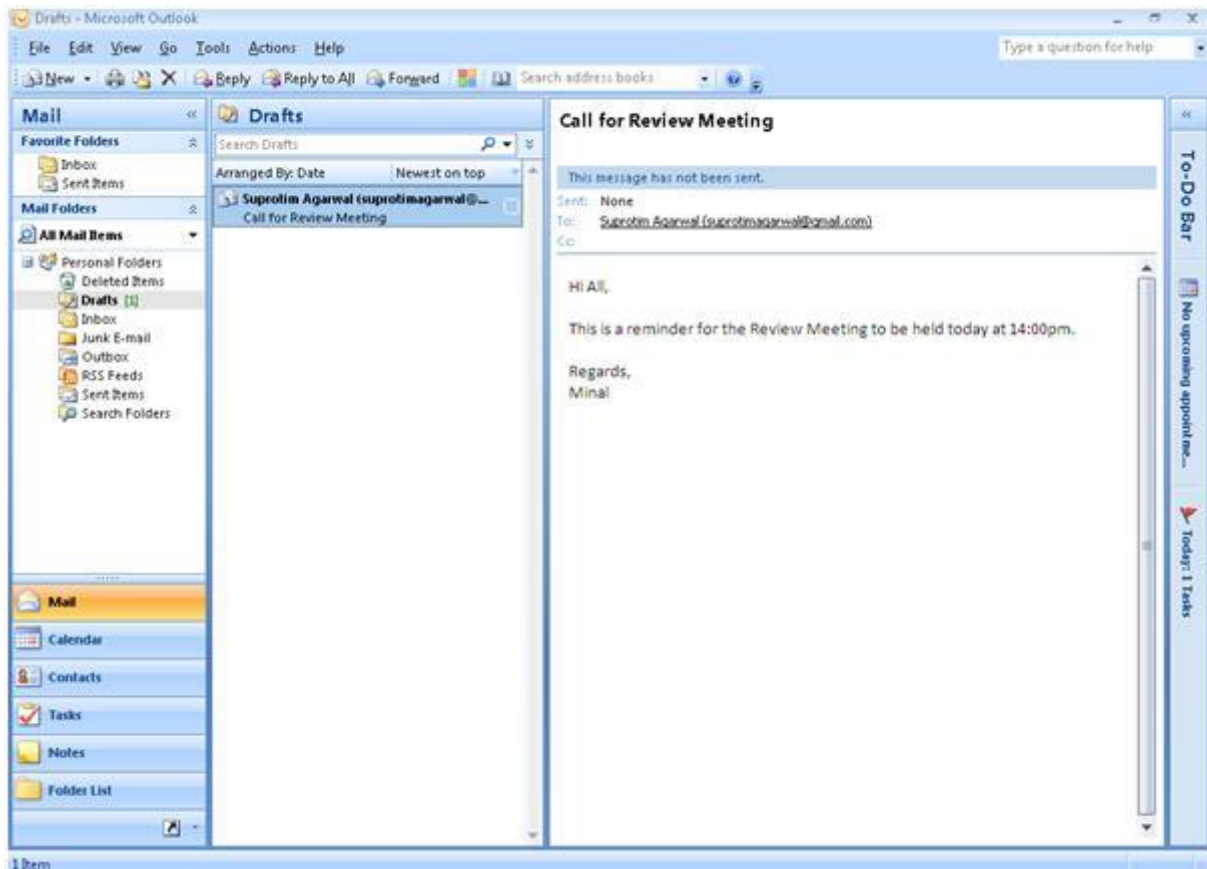 Drafts - Microsoft Outlook
File Edit View Go Tools Actions Help
Type a question for help
New Reply Reply to All Forward Search address books
Mail
Favorite Folders
Inbox
Sent Items
Mail Folders
All Mail Items
Personal Folders
Deleted Items
Drafts [1]
Inbox
Junk E-mail
Outbox
RSS Feeds
Sent Items
Search Folders
Mail
Calendar
Contacts
Tasks
Notes
Folder List
1 Item
Drafts
Search Drafts
Arranged By: Date Newest on top
Suprotim Agarwal (suprotimagarwal@...
Call for Review Meeting
Call for Review Meeting
This message has not been sent.
Sent: None
To: Suprotim Agarwal (suprotimagarwal@gmail.com)
Cc:
Hi All,
This is a reminder for the Review Meeting to be held today at 14:00pm.
Regards,
Minal
To-Do Bar
No upcoming appointme...
Today: 1 Tasks